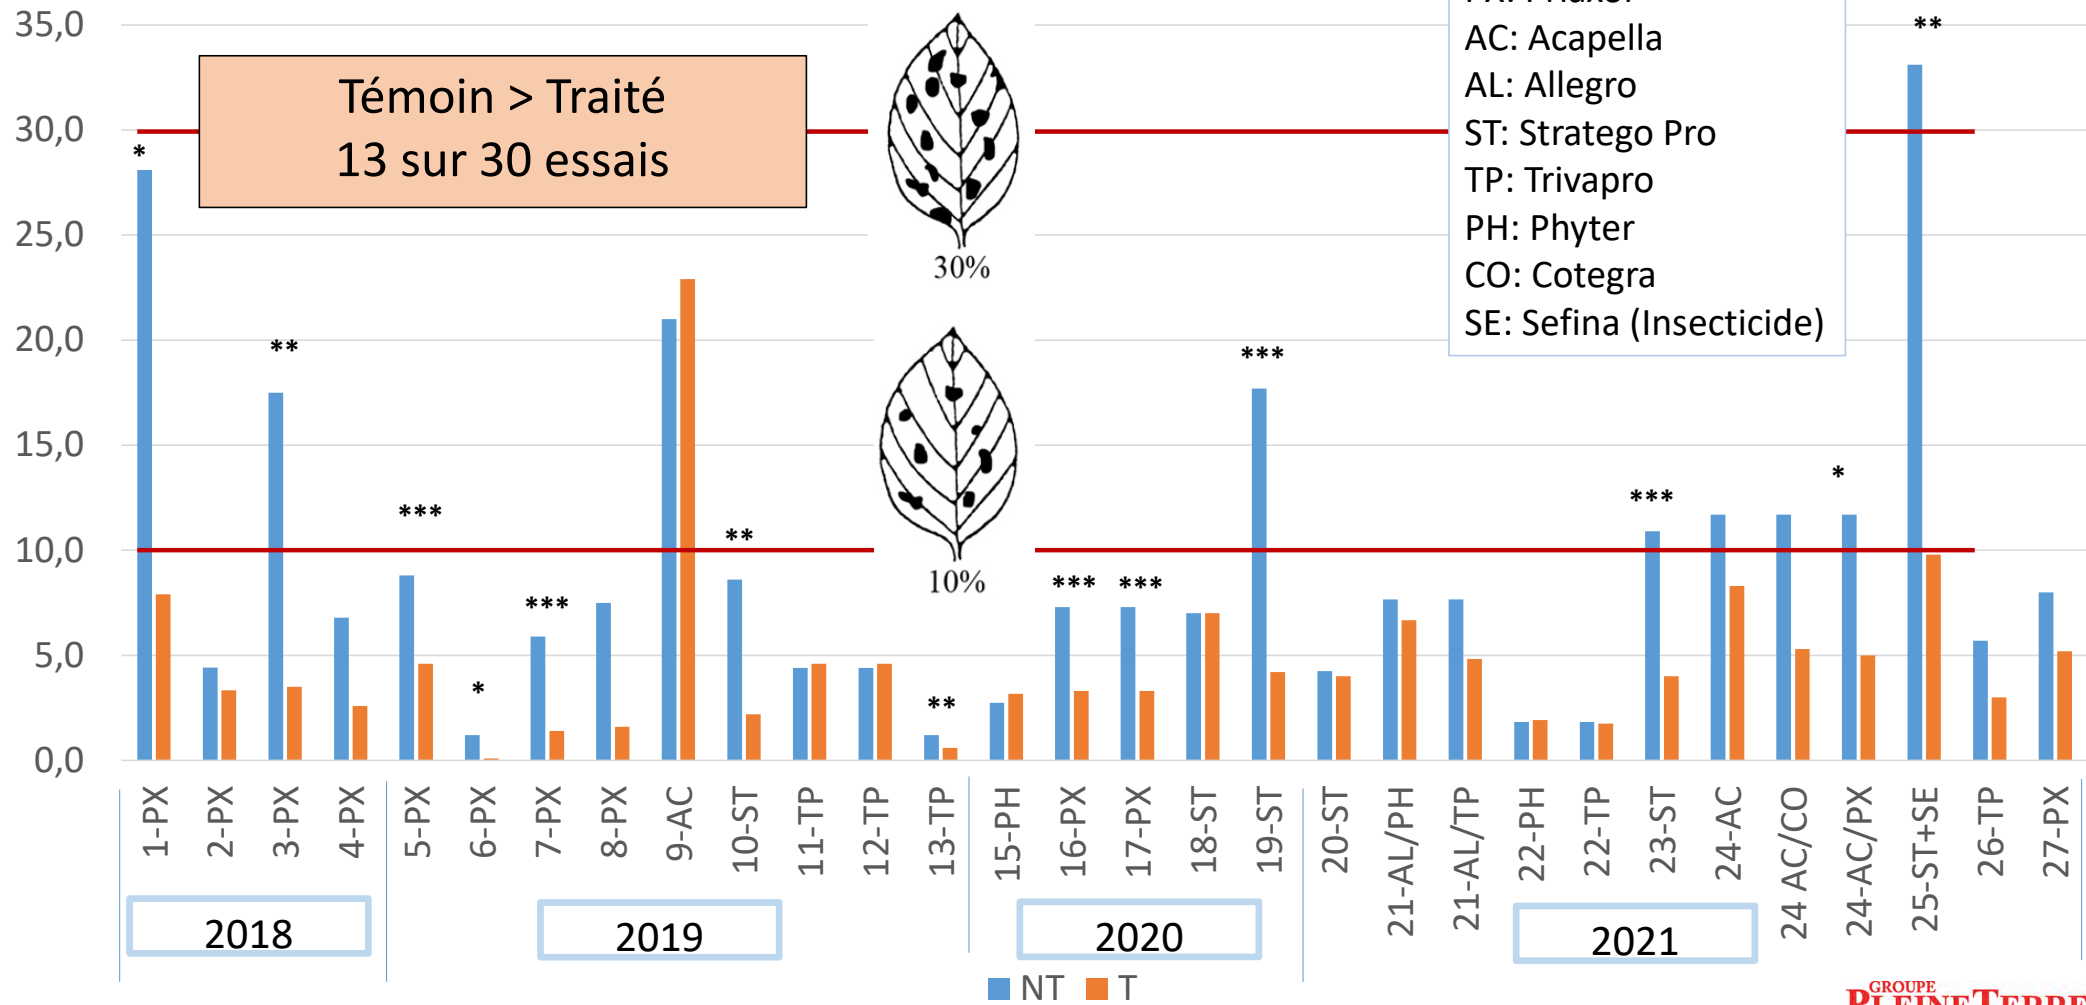 35,0
30,0
25,0
20,0
15,0
10,0
5,0
0,0
Témoin > Traité
13 sur 30 essais
30%
10%
AC: Acapella
AL: Allegro
ST: Stratego Pro
TP: Trivapro
PH: Phyter
CO: Cotegra
SE: Sefina (Insecticide)
*
**
***
*
***
**
**
***
***
***
***
*
**
1-PX
2-PX
3-PX
4-PX
5-PX
6-PX
7-PX
8-PX
9-AC
10-ST
11-TP
12-TP
13-TP
15-PH
16-PX
17-PX
18-ST
19-ST
20-ST
21-AL/PH
21-AL/TP
22-PH
22-TP
23-ST
24-AC
24 AC/CO
24-AC/PX
25-ST+SE
26-TP
27-PX
2018
2019
2020
2021
NT
T
GROUPE
PLEINE TERRE